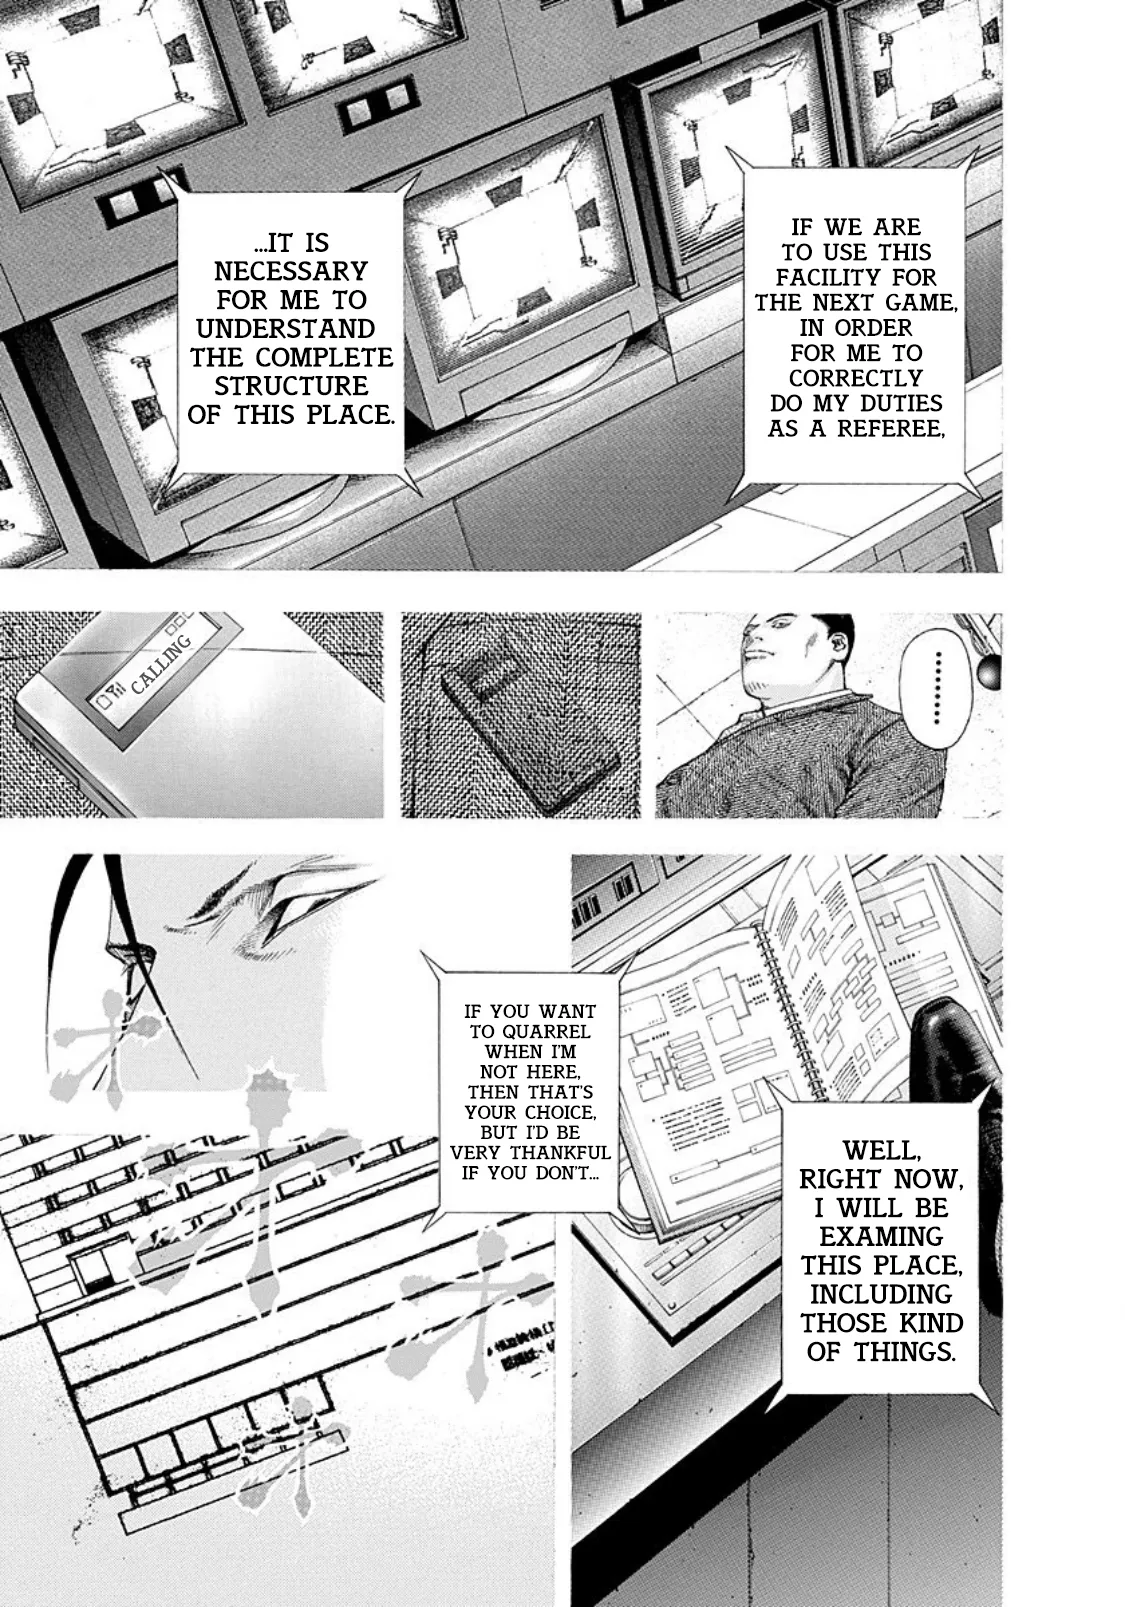 IF WE ARE
TO USE THIS
FACILITY FOR
THE NEXT GAME,
IN ORDER
FOR ME TO
CORRECTLY
DO MY DUTIES
AS A REFEREE,
...IT IS
NECESSARY
FOR ME TO
UNDERSTAND
THE COMPLETE
STRUCTURE
OF THIS PLACE.
.........
CALLING
WELL,
RIGHT NOW,
I WILL BE
EXAMING
THIS PLACE,
INCLUDING
THOSE KIND
OF THINGS.
IF YOU WANT
TO QUARREL
WHEN I'M
NOT HERE,
THEN THAT'S
YOUR CHOICE,
BUT I'D BE
VERY THANKFUL
IF YOU DON'T...